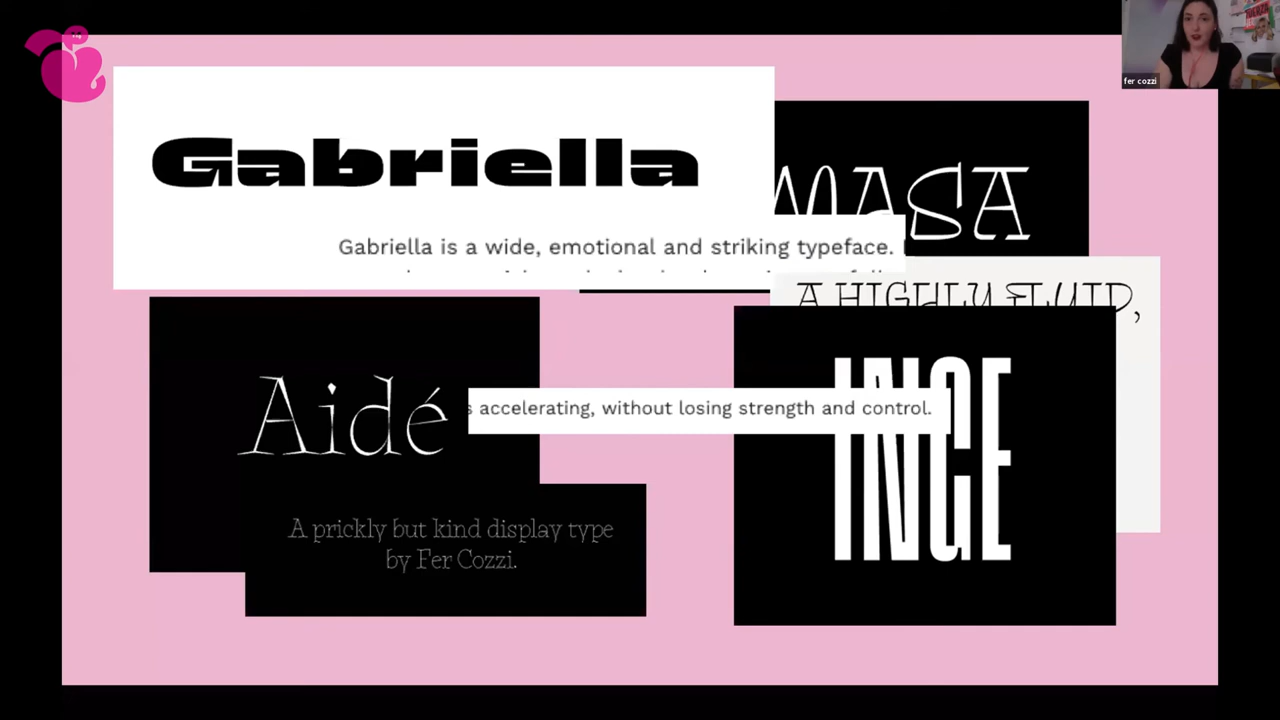 fer cozzi
Gabriella
MASA
Gabriella is a wide, emotional and striking typeface.
A HIGHLY FLUID,
Aidé
INGE
accelerating, without losing strength and control.
A prickly but kind display type
by Fer Cozzi.